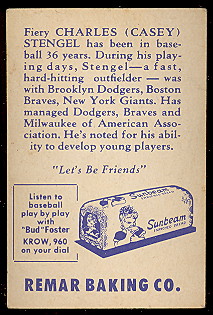 Fiery CHARLES (CASEY)
STENGEL has been in base-
ball 36 years. During his play-
ing days, Stengel—a fast,
hard-hitting outfielder — was
with Brooklyn Dodgers, Boston
Braves, New York Giants. Has
managed Dodgers, Braves and
Milwaukee of American Asso-
ciation. He's noted for his abil-
ity to develop young players.
"Let's Be Friends"
Listen to
baseball
play by play
with
"Bud" Foster
KROW, 960
on your dial
Sunbeam
Sunbeam
ENRICHED BREAD
REMAR BAKING CO.